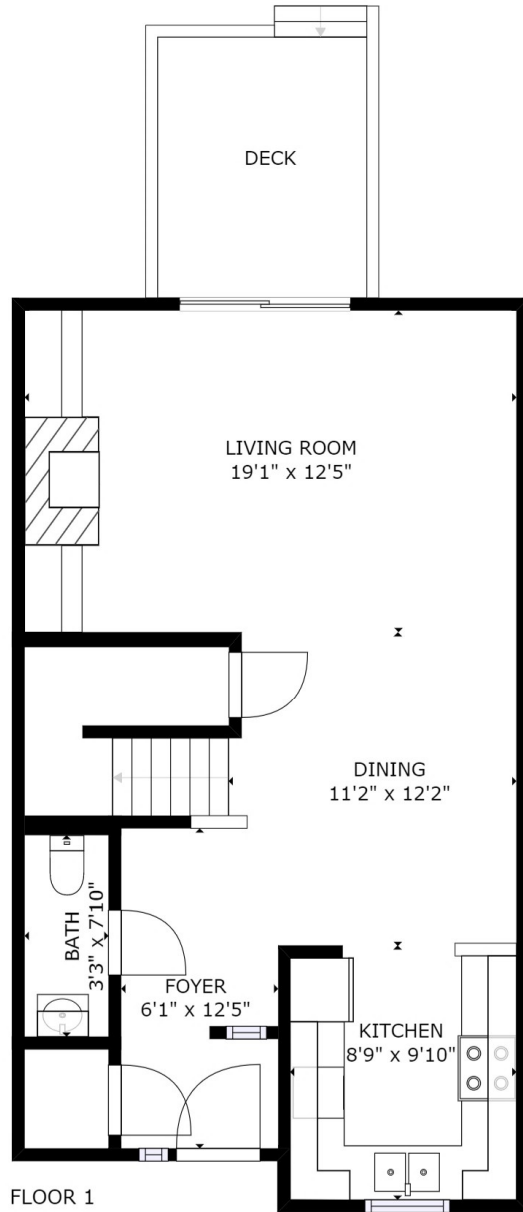 DECK
LIVING ROOM
19'1" x 12'5"
DINING
11'2" x 12'2"
BATH
3'3" x 7'10"
FOYER
6'1" x 12'5"
KITCHEN
8'9" x 9'10"
FLOOR 1